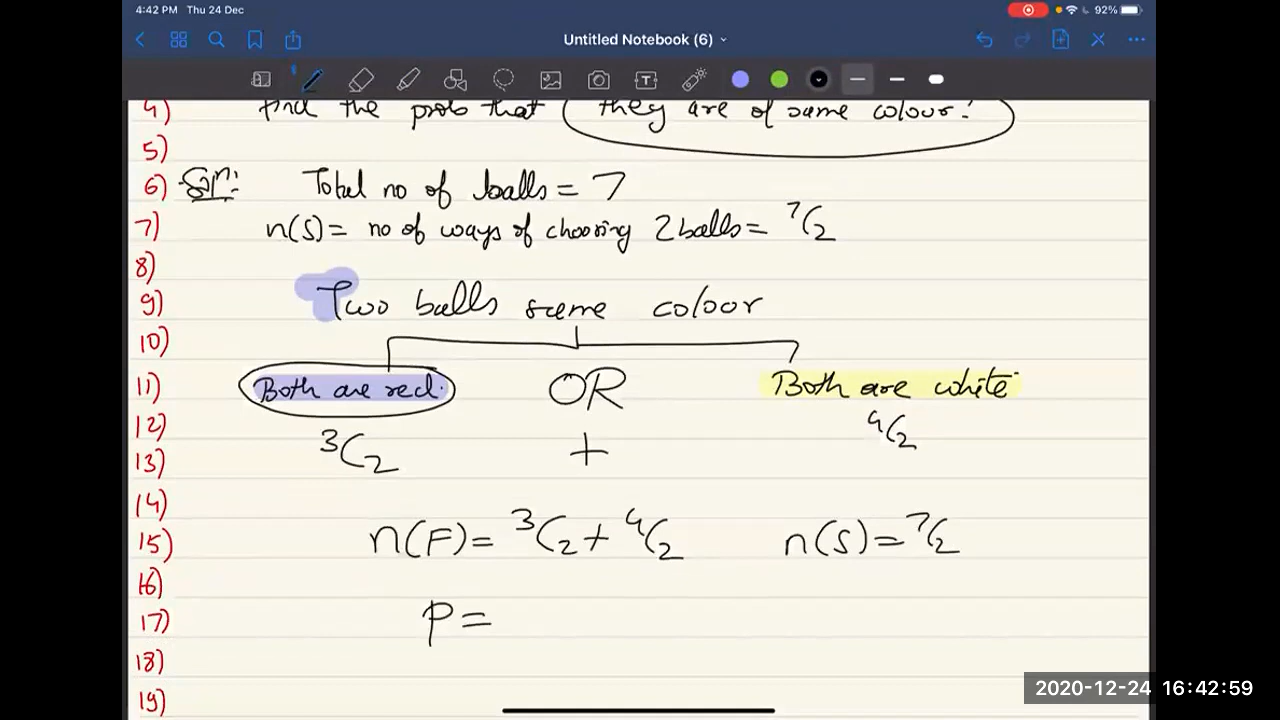 4:42 PM Thu 24 Dec
92%
Untitled Notebook (6)
4) find the prob that they are of same colour?
5)
6) Soln: Total no of balls = 7
7) n(S) = no of ways of choosing 2 balls = ⁷C₂
8)
9) Two balls same colour
10)
11) Both are red. OR Both are white
12) ⁴C₂
13) ³C₂ +
14)
15) n(F) = ³C₂ + ⁴C₂ n(S) = ⁷C₂
16)
17) P =
18)
19)
2020-12-24 16:42:59